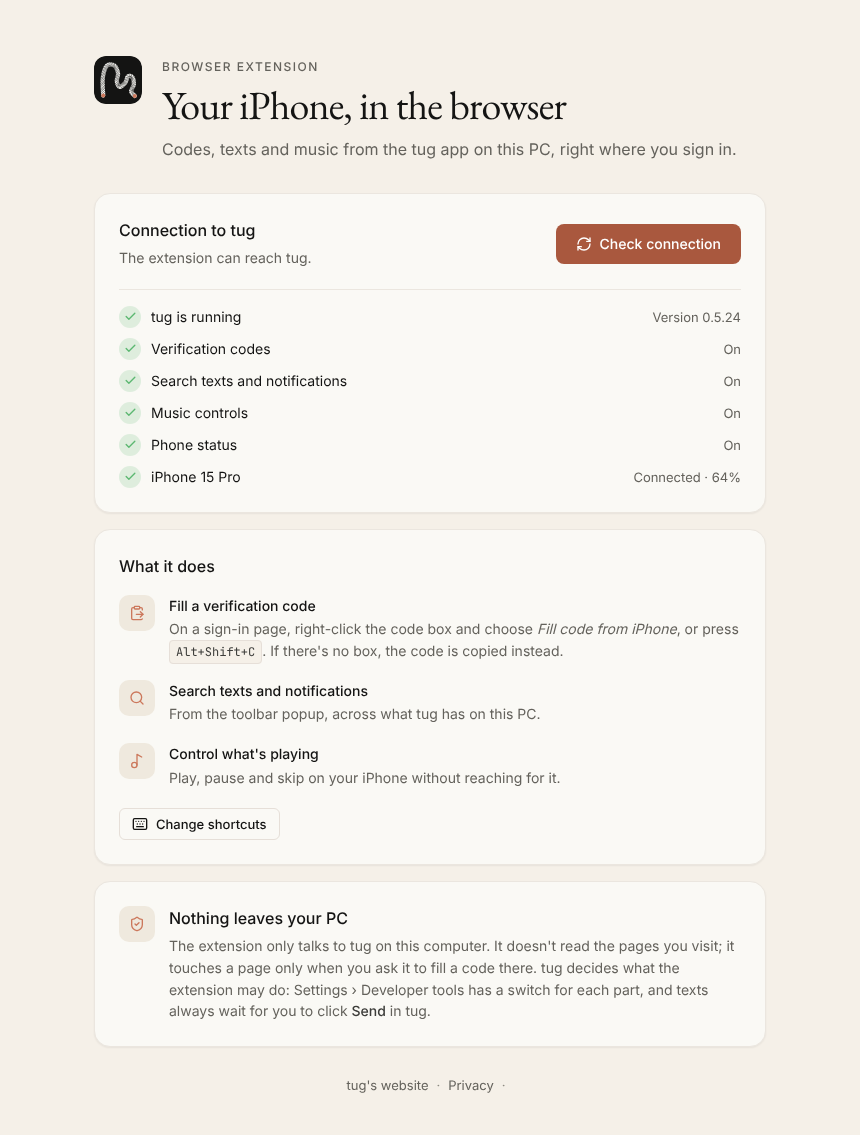 BROWSER EXTENSION
Your iPhone, in the browser
Codes, texts and music from the tug app on this PC, right where you sign in.
Connection to tug
The extension can reach tug.
Check connection
tug is running
Version 0.5.24
Verification codes
On
Search texts and notifications
On
Music controls
On
Phone status
On
iPhone 15 Pro
Connected · 64%
What it does
Fill a verification code
On a sign-in page, right-click the code box and choose Fill code from iPhone, or press
Alt+Shift+C. If there's no box, the code is copied instead.
Search texts and notifications
From the toolbar popup, across what tug has on this PC.
Control what's playing
Play, pause and skip on your iPhone without reaching for it.
Change shortcuts
Nothing leaves your PC
The extension only talks to tug on this computer. It doesn't read the pages you visit; it
touches a page only when you ask it to fill a code there. tug decides what the
extension may do: Settings › Developer tools has a switch for each part, and texts
always wait for you to click Send in tug.
tug's website · Privacy ·